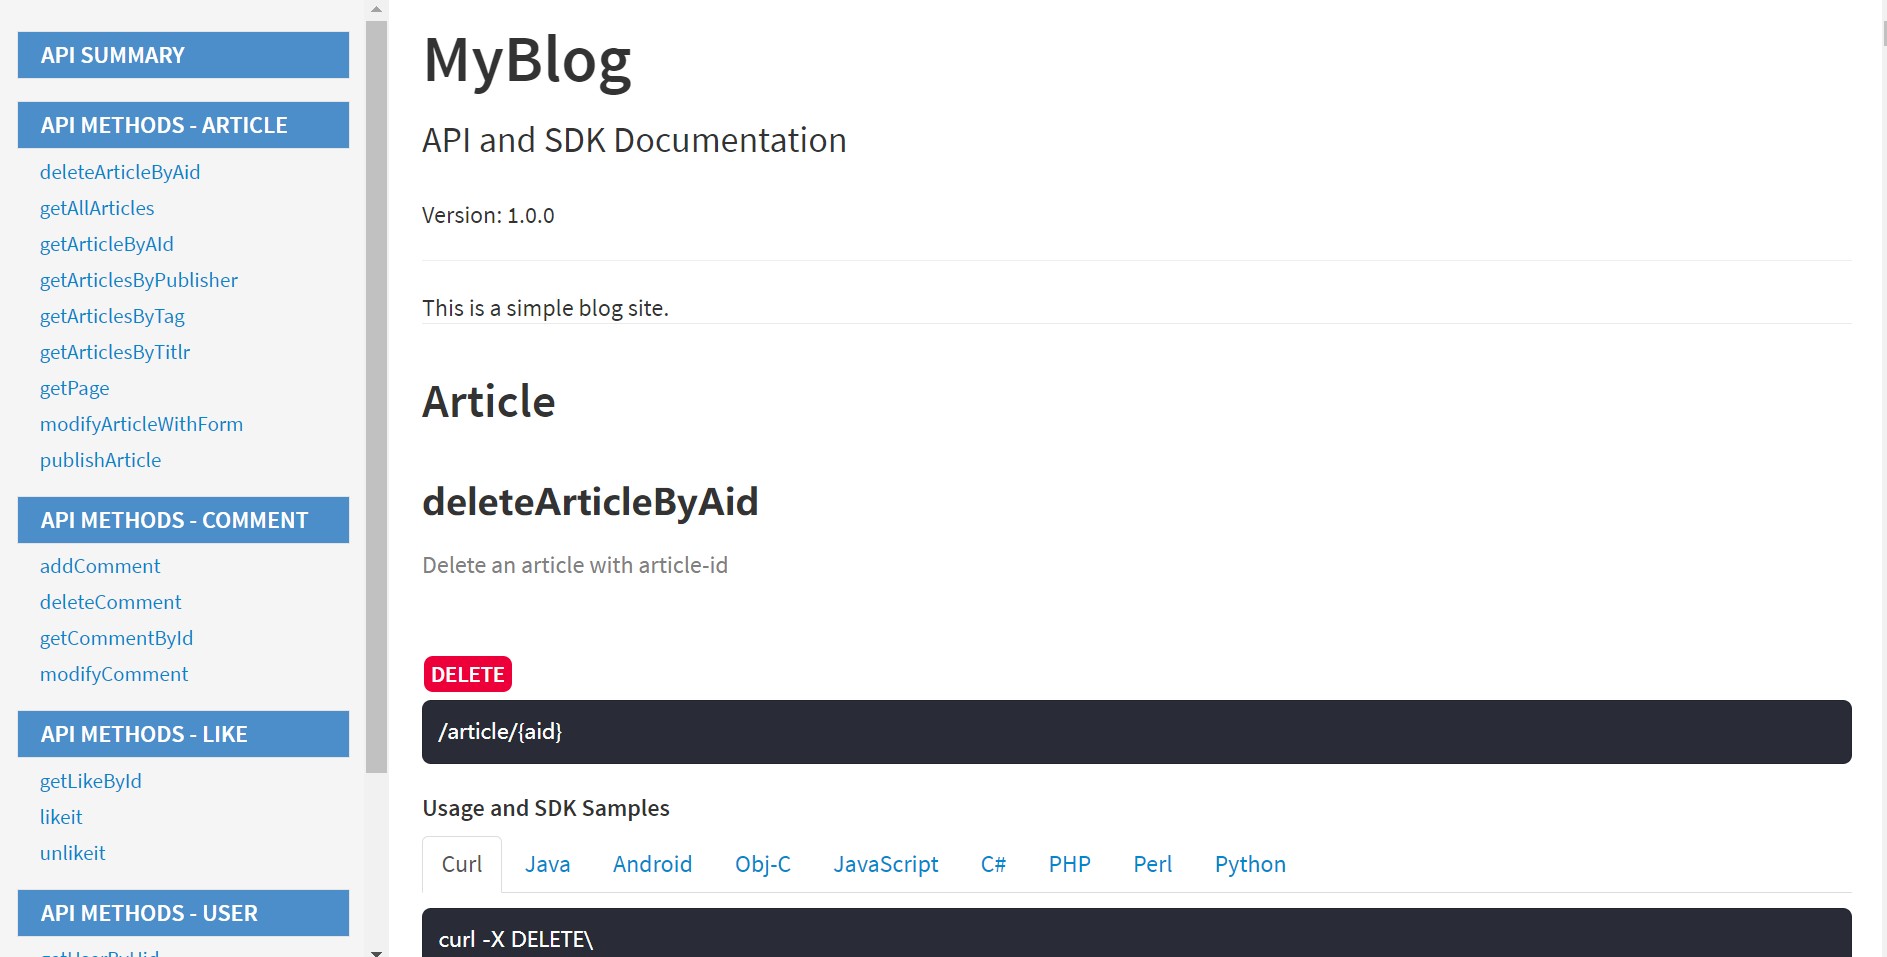 API SUMMARY
API METHODS - ARTICLE
deleteArticleByAid
getAllArticles
getArticleByAId
getArticlesByPublisher
getArticlesByTag
getArticlesByTitlr
getPage
modifyArticleWithForm
publishArticle
API METHODS - COMMENT
addComment
deleteComment
getCommentById
modifyComment
API METHODS - LIKE
getLikeById
likeit
unlikeit
API METHODS - USER
MyBlog
API and SDK Documentation
Version: 1.0.0
This is a simple blog site.
Article
deleteArticleByAid
Delete an article with article-id
DELETE
/article/{aid}
Usage and SDK Samples
Curl Java Android Obj-C JavaScript C# PHP Perl Python
curl -X DELETE\